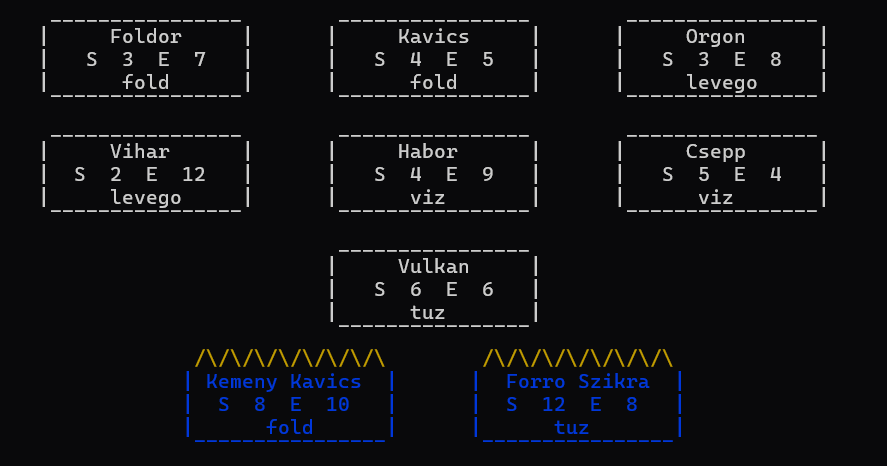 Foldor Kavics Orgon
S 3 E 7 S 4 E 5 S 3 E 8
fold fold levego
Vihar Habor Csepp
S 2 E 12 S 4 E 9 S 5 E 4
levego viz viz
Vulkan
S 6 E 6
tuz
Kemeny Kavics Forro Szikra
S 8 E 10 S 12 E 8
fold tuz